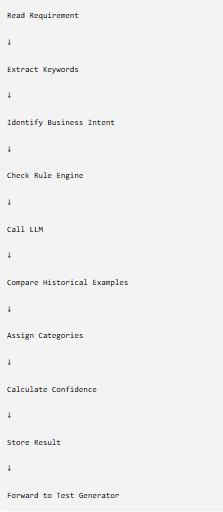 Read Requirement
↓
Extract Keywords
↓
Identify Business Intent
↓
Check Rule Engine
↓
Call LLM
↓
Compare Historical Examples
↓
Assign Categories
↓
Calculate Confidence
↓
Store Result
↓
Forward to Test Generator